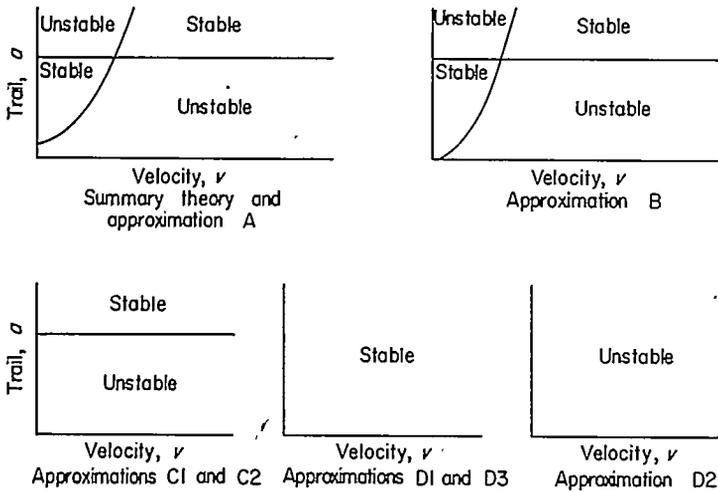 Unstable
Stable
Stable
Unstable
Trail, a
Velocity, v
Summary theory and
approximation A
Unstable
Stable
Stable
Unstable
Velocity, v
Approximation B
Stable
Unstable
Trail, a
Velocity, v
Approximations C1 and C2
Stable
Velocity, v
Approximations D1 and D3
Unstable
Velocity, v
Approximation D2